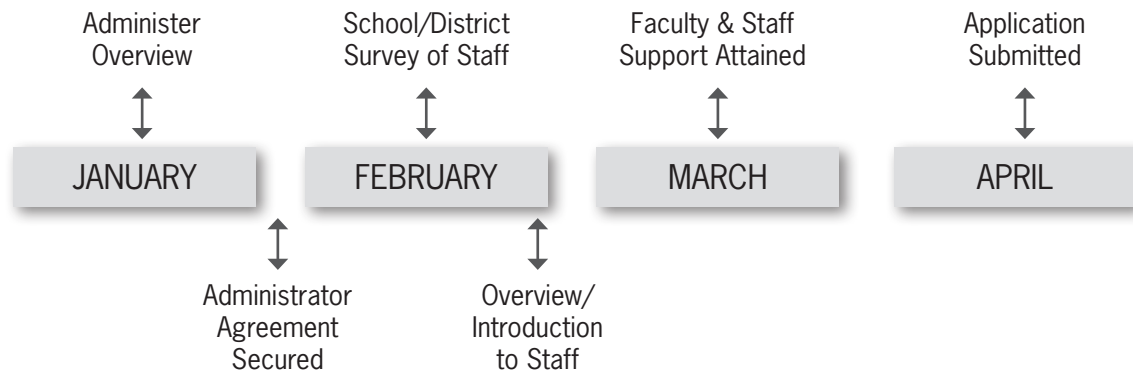 Administer
Overview
School/District
Survey of Staff
Faculty & Staff
Support Attained
Application
Submitted
JANUARY
FEBRUARY
MARCH
APRIL
Administrator
Agreement
Secured
Overview/
Introduction
to Staff